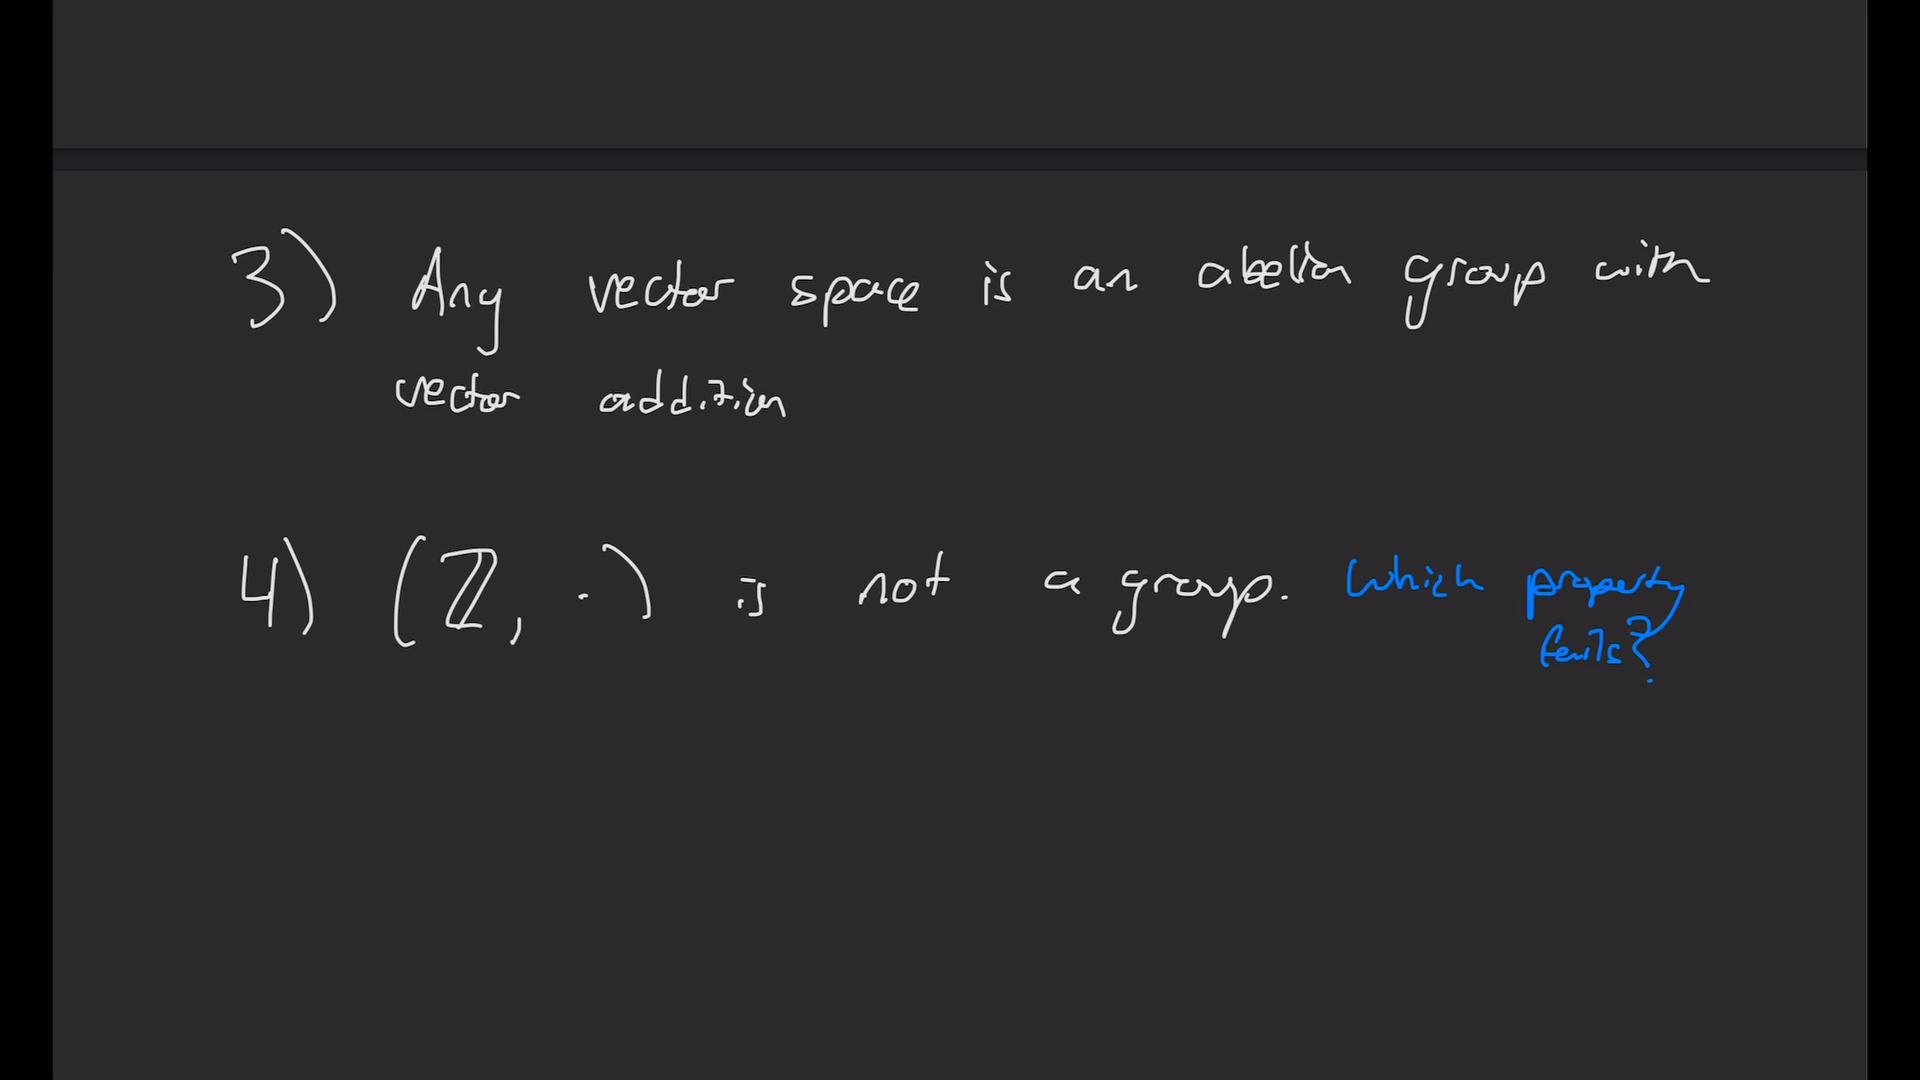 3) Any vector space is an abelian group with
vector addition
4) (ℤ, ·) is not a group. Which property
fails?